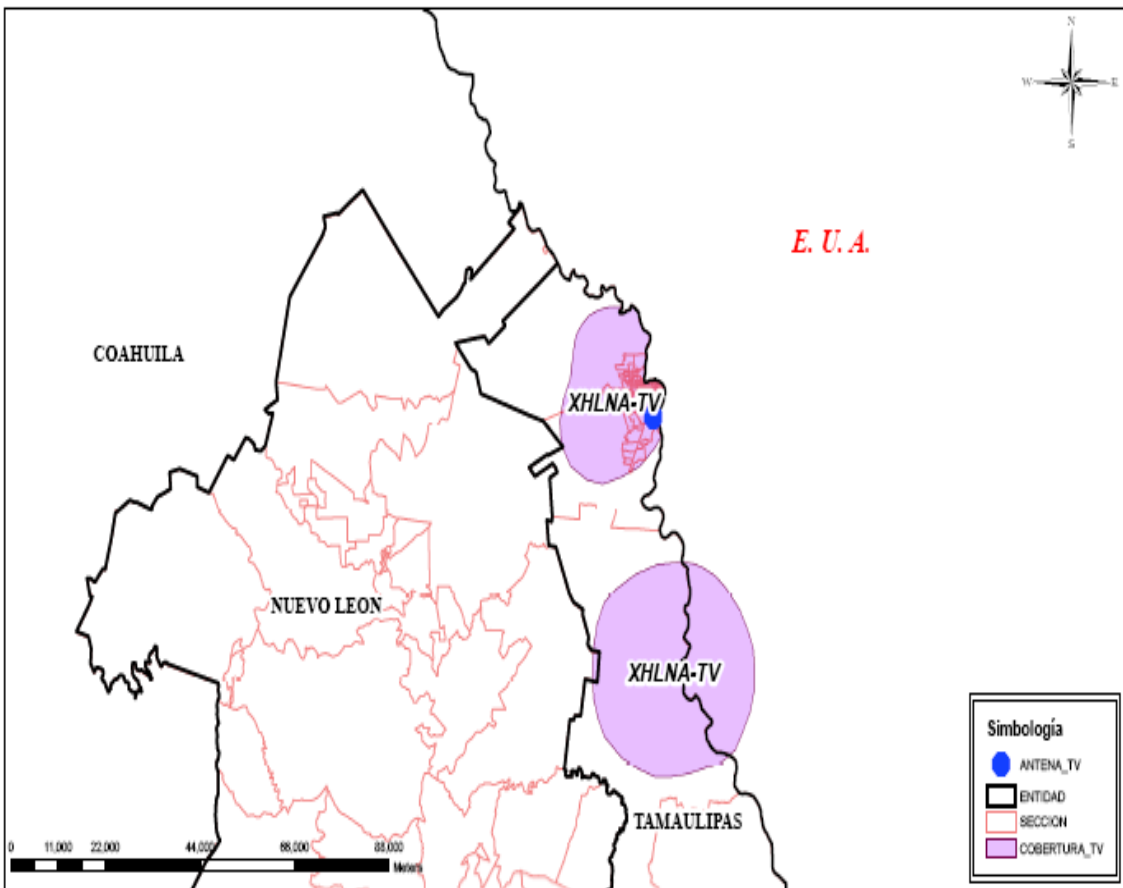 N
W E
S
E. U. A.
COAHUILA
XHLNA-TV
NUEVO LEON
XHLNA-TV
TAMAULIPAS
Simbología
ANTENA_TV
ENTIDAD
SECCION
COBERTURA_TV
0 11,000 22,000 44,000 66,000 88,000
Meters